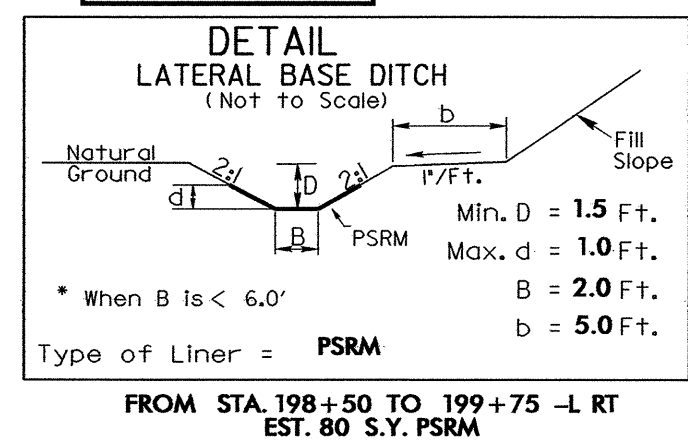 DETAIL
LATERAL BASE DITCH
(Not to Scale)
b
Natural
Ground
2:1
D
2:1
1"/Ft.
Fill
Slope
d
B
PSRM
Min. D = 1.5 Ft.
Max. d = 1.0 Ft.
B = 2.0 Ft.
b = 5.0 Ft.
* When B is < 6.0'
Type of Liner = PSRM
FROM STA. 198+50 TO 199+75 -L RT
EST. 80 S.Y. PSRM